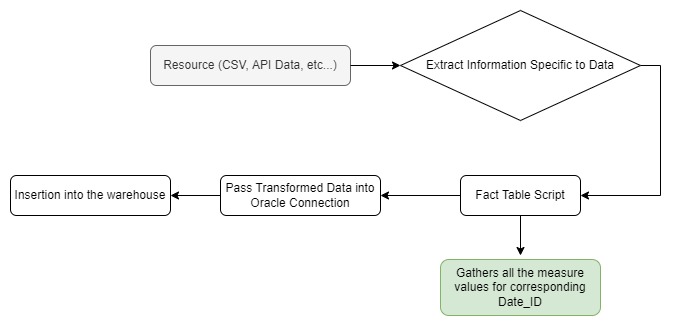 Resource (CSV, API Data, etc...)
Extract Information Specific to Data
Insertion into the warehouse
Pass Transformed Data into
Oracle Connection
Fact Table Script
Gathers all the measure
values for corresponding
Date_ID